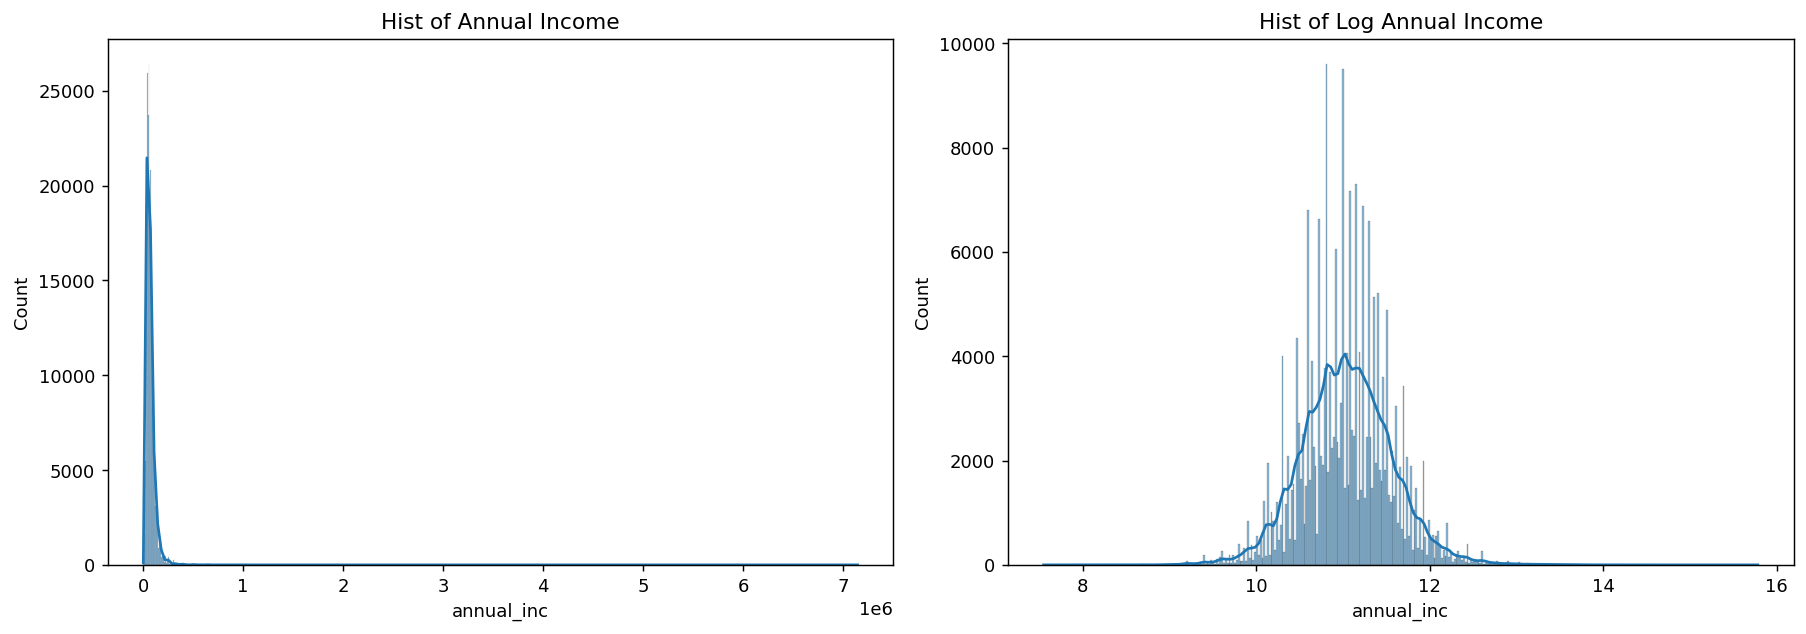 Hist of Annual Income
25000
20000
15000
10000
5000
0
Count
0 1 2 3 4 5 6 7
1e6
annual_inc
Hist of Log Annual Income
10000
8000
6000
4000
2000
0
Count
8 10 12 14 16
annual_inc